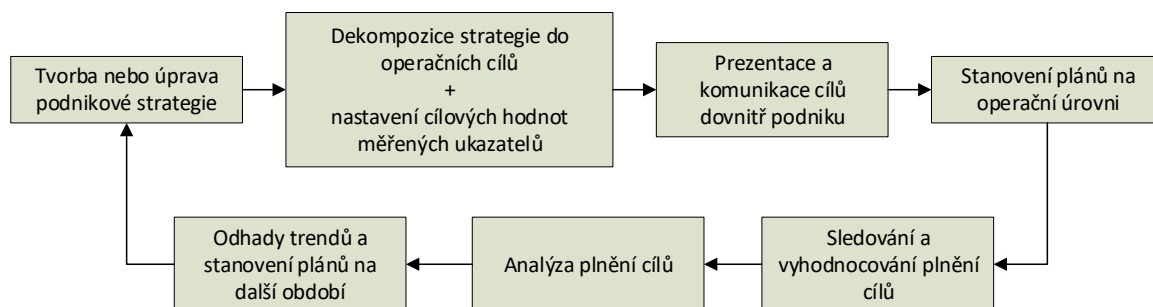 Tvorba nebo úprava
podnikové strategie
Dekompozice strategie do
operačních cílů
+
nastavení cílových hodnot
měřených ukazatelů
Prezentace a
komunikace cílů
dovnitř podniku
Stanovení plánů na
operační úrovni
Sledování a
vyhodnocování plnění
cílů
Analýza plnění cílů
Odhady trendů a
stanovení plánů na
další období